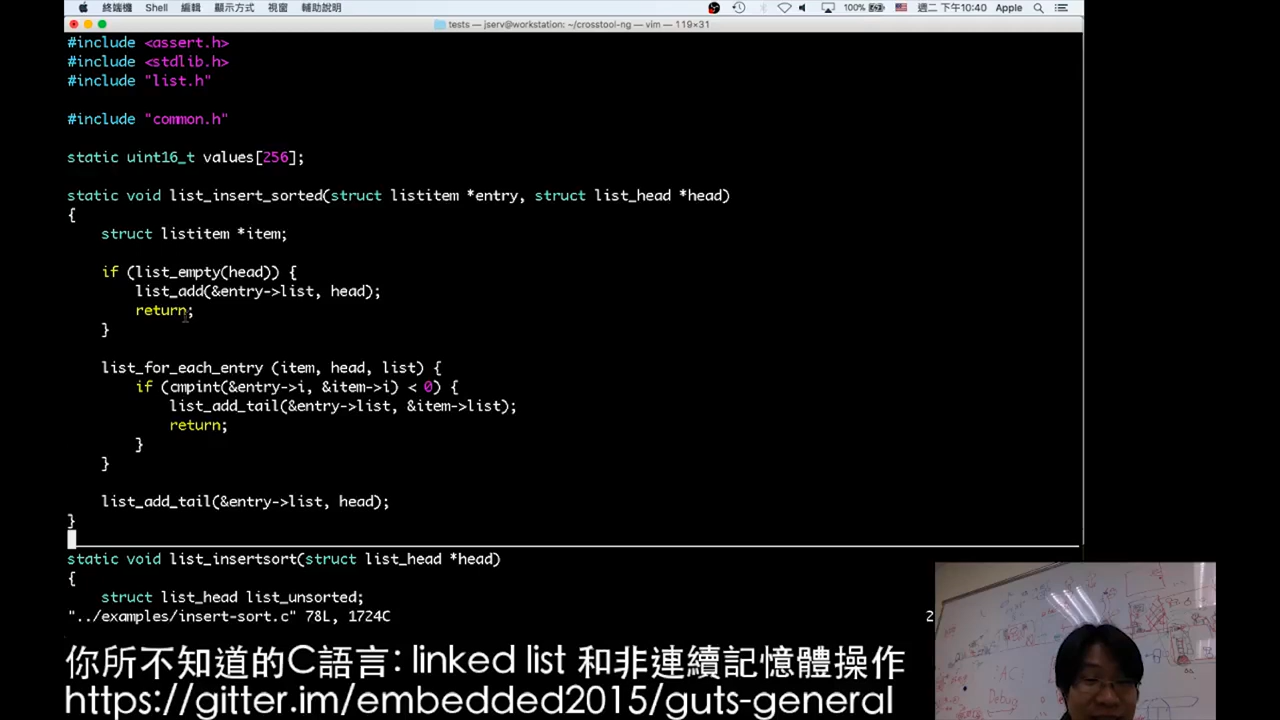 終端機 Shell 編輯 顯示方式 視窗 輔助說明 100% 週二 下午10:40 Apple
tests — jserv@workstation: ~/crosstool-ng — vim — 119×31
#include <assert.h>
#include <stdlib.h>
#include "list.h"
#include "common.h"
static uint16_t values[256];
static void list_insert_sorted(struct listitem *entry, struct list_head *head)
{
    struct listitem *item;
    if (list_empty(head)) {
        list_add(&entry->list, head);
        return;
    }
    list_for_each_entry (item, head, list) {
        if (cmpint(&entry->i, &item->i) < 0) {
            list_add_tail(&entry->list, &item->list);
            return;
        }
    }
    list_add_tail(&entry->list, head);
}
static void list_insertsort(struct list_head *head)
{
    struct list_head list_unsorted;
"../examples/insert-sort.c" 78L, 1724C
2
Debug
你所不知道的C語言: linked list 和非連續記憶體操作
https://gitter.im/embedded2015/guts-general